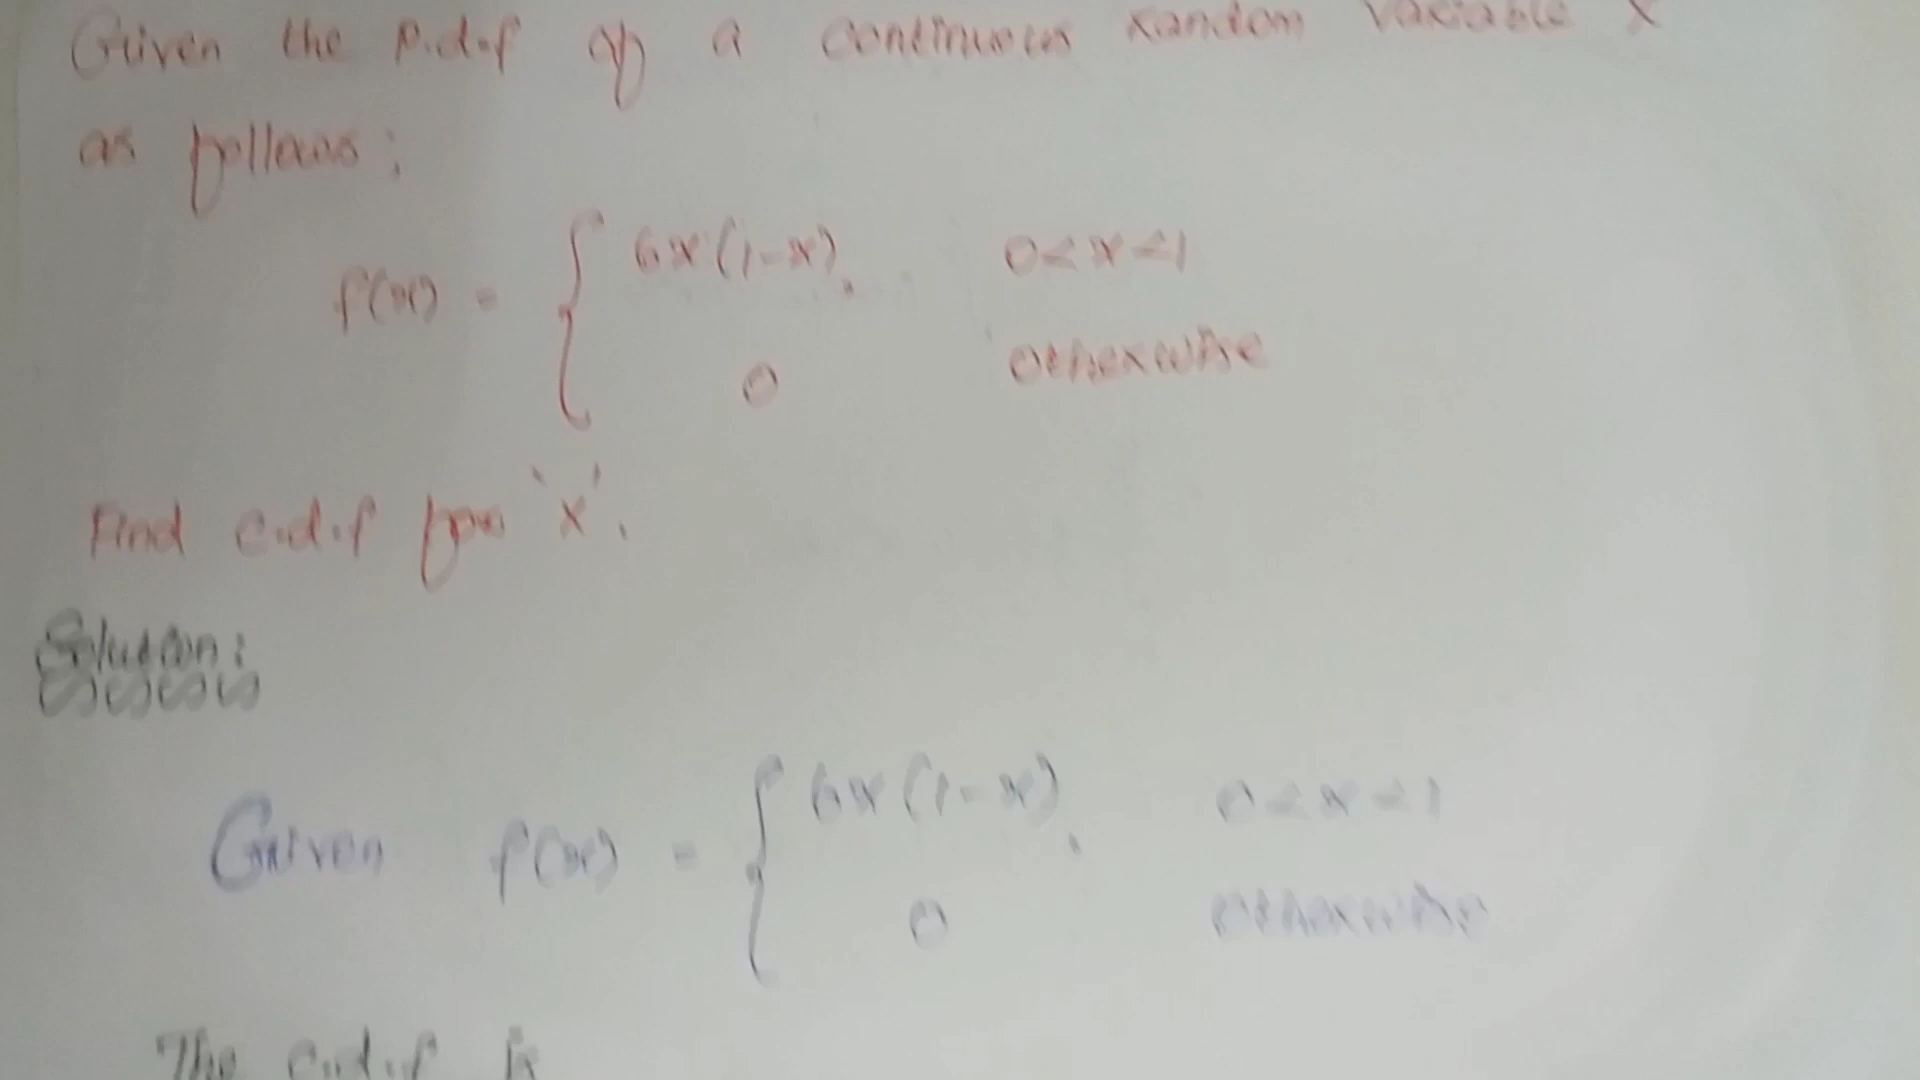 Given the p.d.f of a continuous random variable X
as follows;
f(x) = { 6x(1-x), 0<x<1
0 otherwise
Find c.d.f for 'X'.
Solution:
Given f(x) = { 6x(1-x), 0<x<1
0 otherwise
The c.d.f is